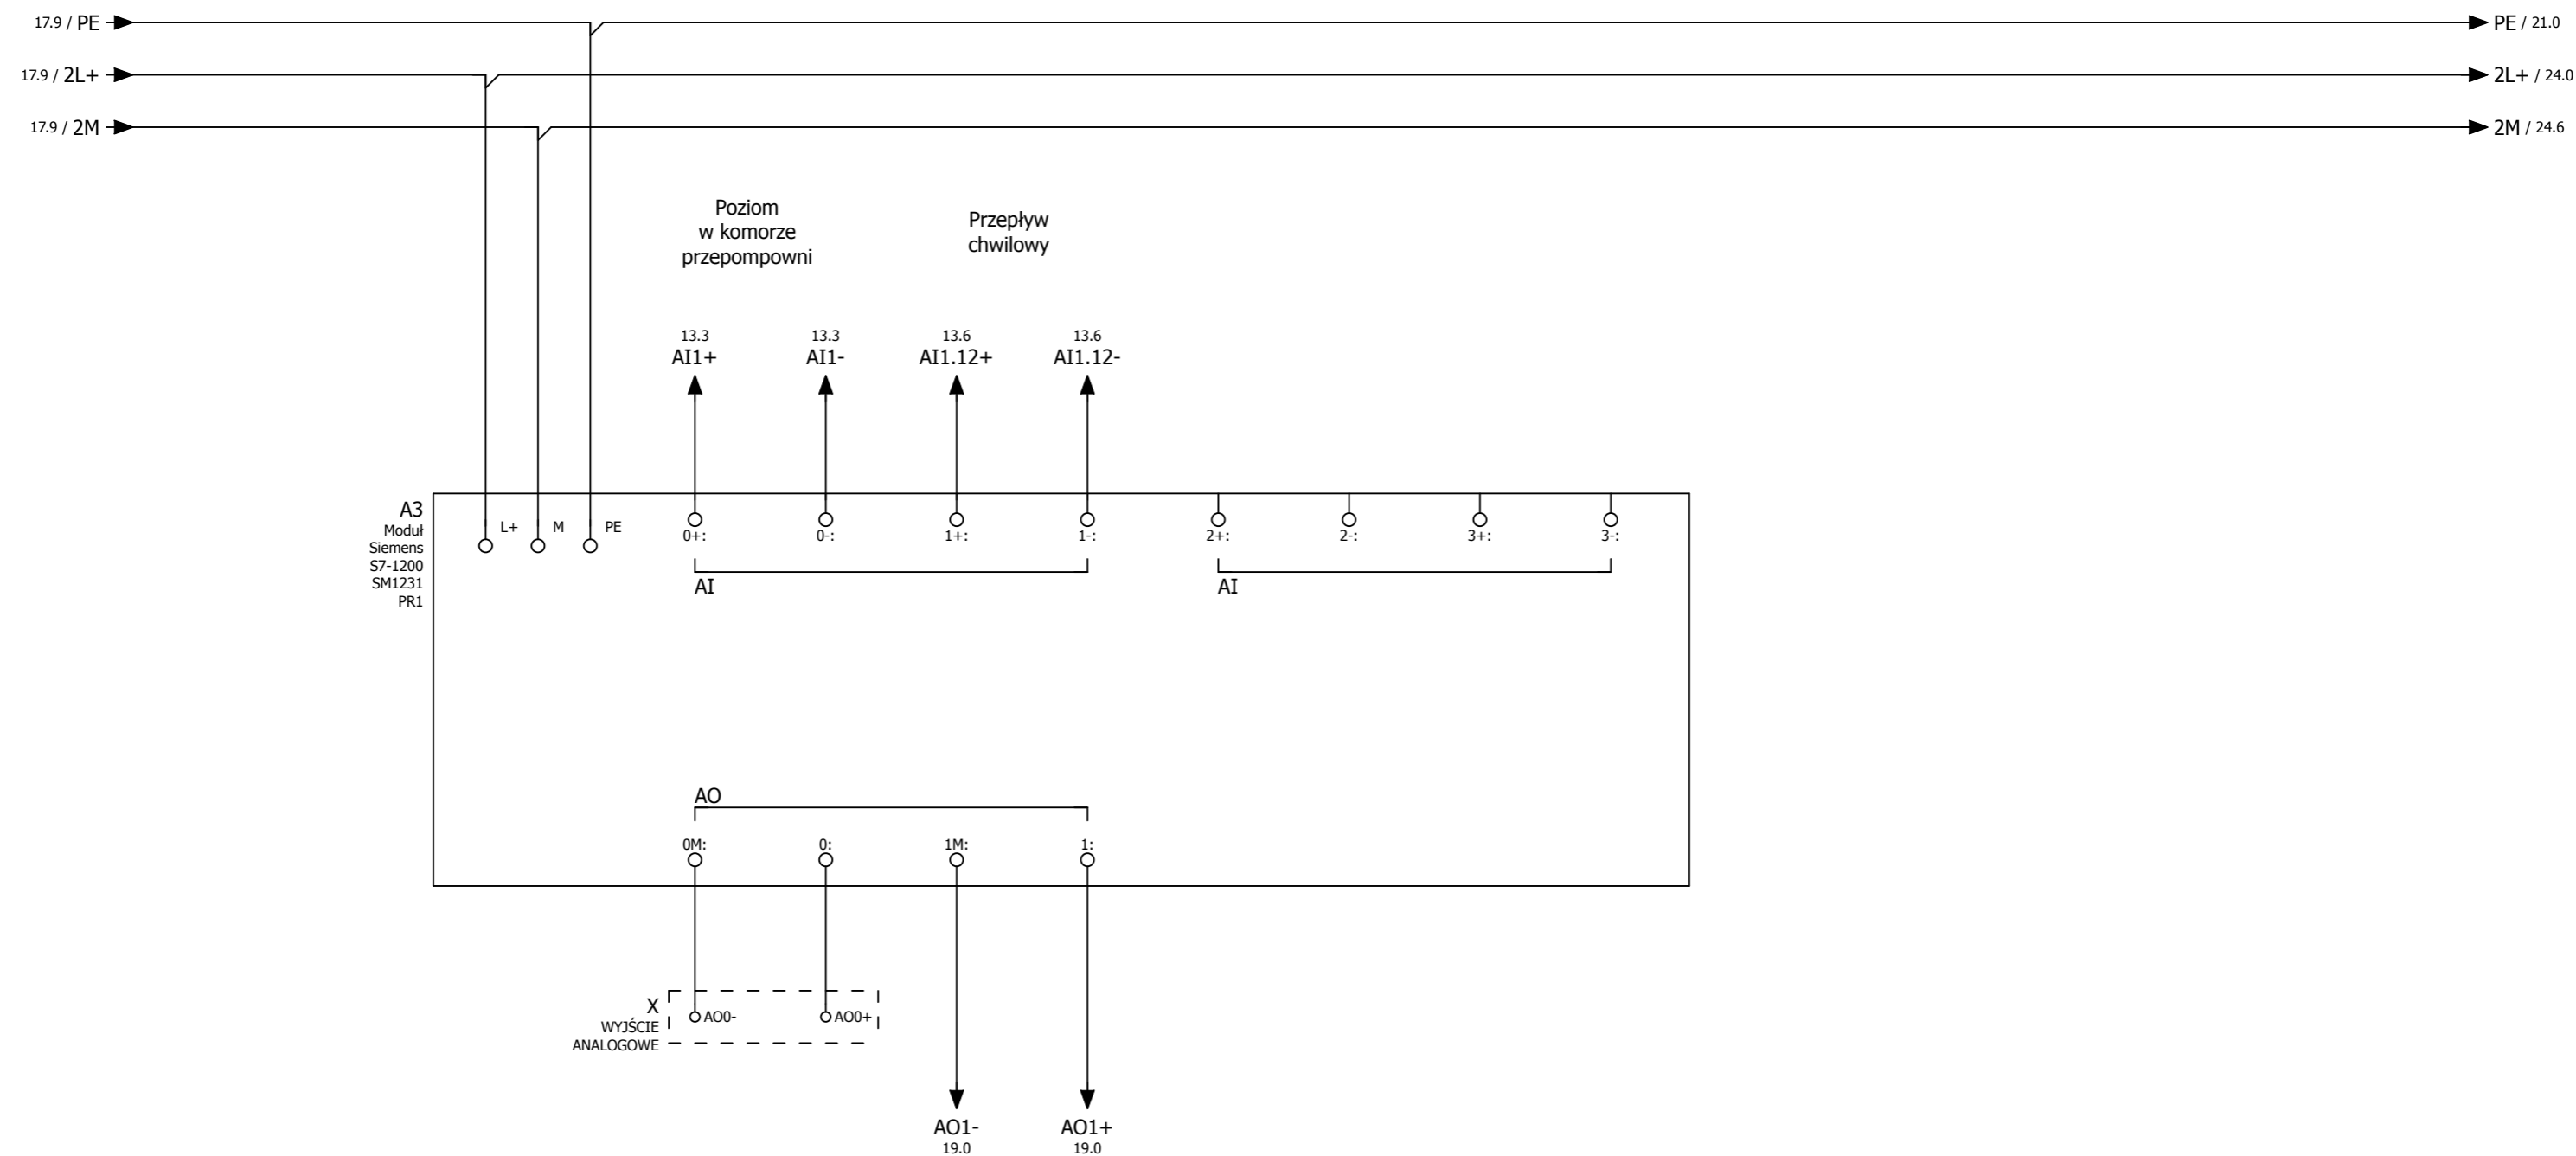 17.9 / PE
PE / 21.0
17.9 / 2L+
2L+ / 24.0
17.9 / 2M
2M / 24.6
Poziom
w komorze
przepompowni
Przepływ
chwilowy
13.3
AI1+
13.3
AI1-
13.6
AI1.12+
13.6
AI1.12-
A3
Moduł
Siemens
S7-1200
SM1231
PR1
L+
M
PE
0+:
0-:
1+:
1-:
2+:
2-:
3+:
3-:
AI
AI
AO
0M:
0:
1M:
1:
X
WYJŚCIE
ANALOGOWE
AO0-
AO0+
AO1-
19.0
AO1+
19.0